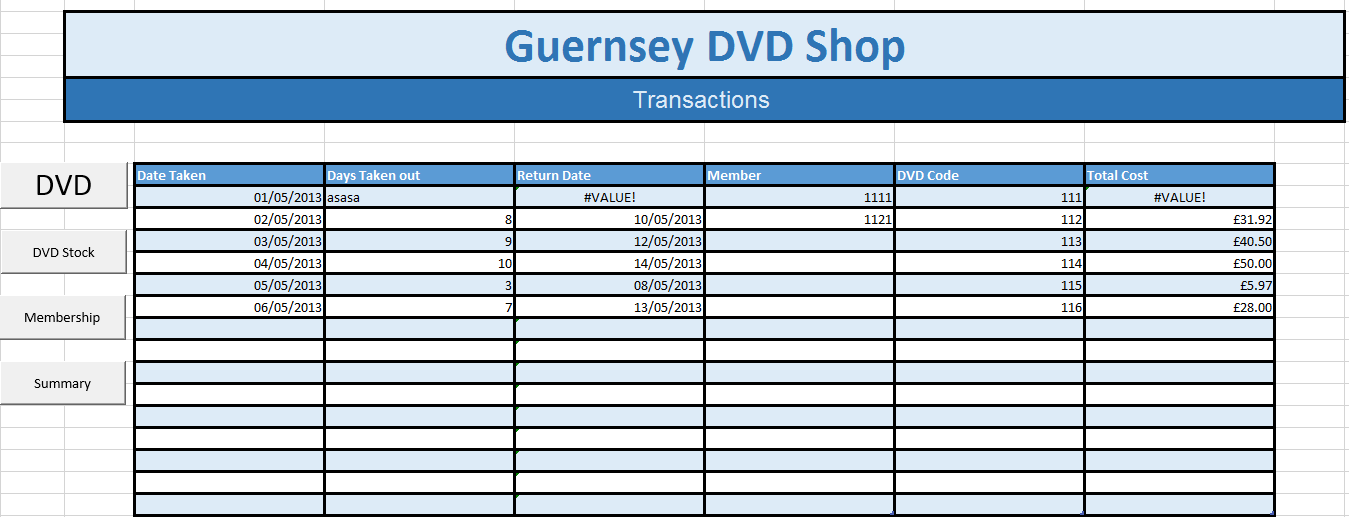 Guernsey DVD Shop
Transactions
DVD
DVD Stock
Membership
Summary
Date Taken Days Taken out Return Date Member DVD Code Total Cost
01/05/2013 asasa #VALUE! 1111 111 #VALUE!
02/05/2013 8 10/05/2013 1121 112 £31.92
03/05/2013 9 12/05/2013 113 £40.50
04/05/2013 10 14/05/2013 114 £50.00
05/05/2013 3 08/05/2013 115 £5.97
06/05/2013 7 13/05/2013 116 £28.00